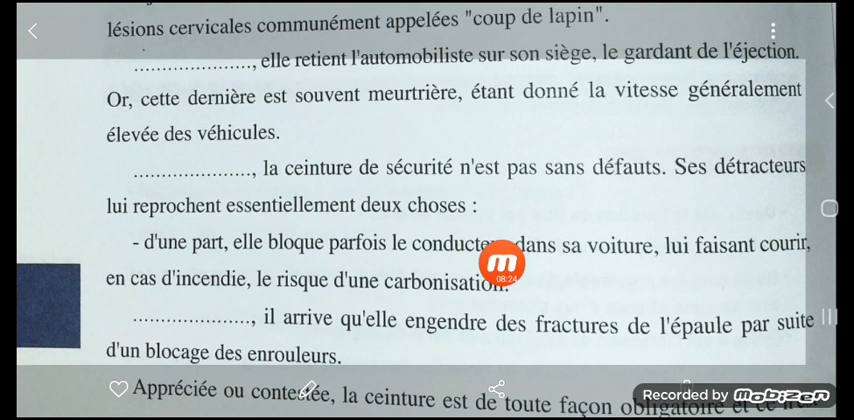 lésions cervicales communément appelées "coup de lapin".
....................., elle retient l'automobiliste sur son siège, le gardant de l'éjection.
Or, cette dernière est souvent meurtrière, étant donné la vitesse généralement
élevée des véhicules.
....................., la ceinture de sécurité n'est pas sans défauts. Ses détracteurs
lui reprochent essentiellement deux choses :
- d'une part, elle bloque parfois le dans sa voiture, lui faisant courir,
en cas d'incendie, le risque d'une carbonisation.
08:24
....................., il arrive qu'elle engendre des fractures de l'épaule par suite
d'un blocage des enrouleurs.
Appréciée ou contestée, la ceinture est de toute façon obligatoire
Recorded by mobizen